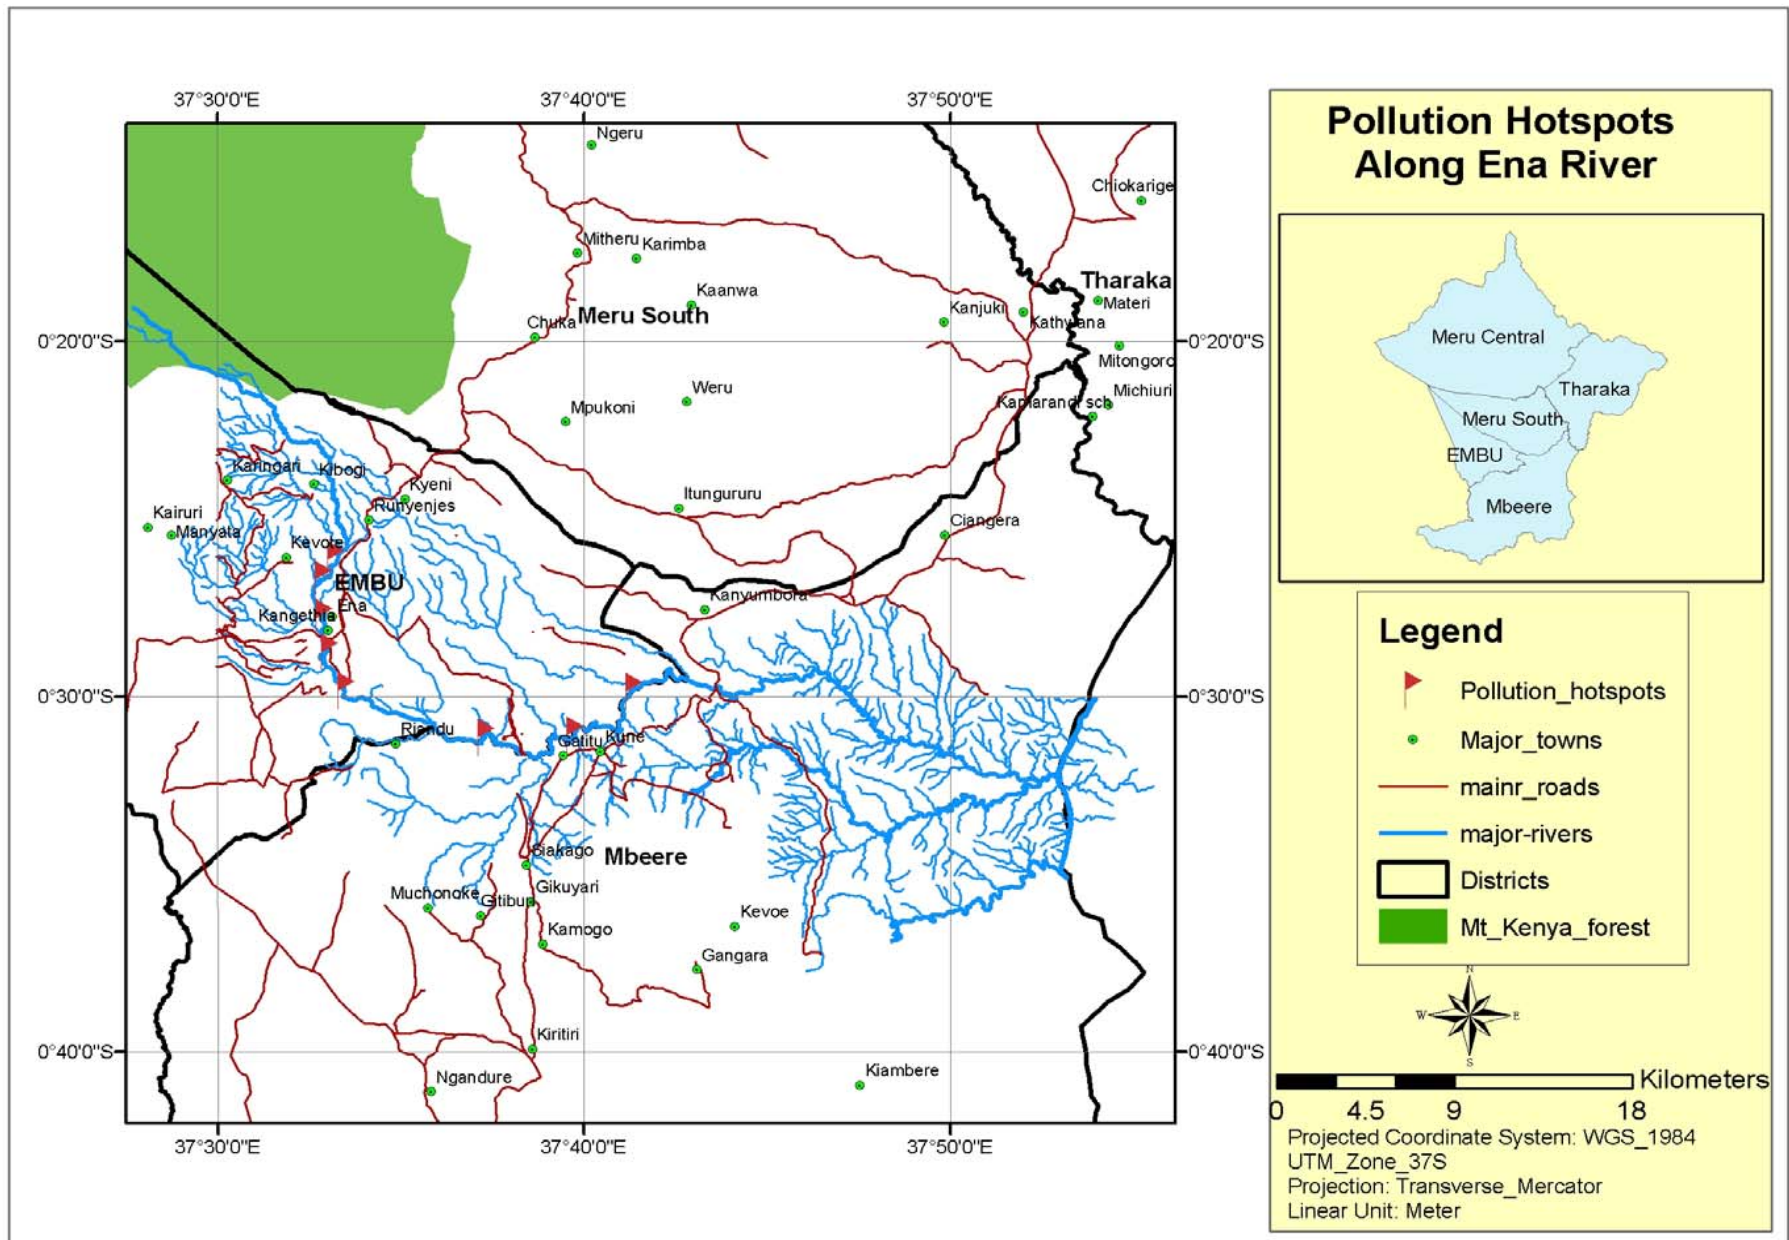 37°30'0"E
37°40'0"E
37°50'0"E
Ngeru
Chiokarige
Mitheru
Karimba
Tharaka
Kaanwa
Materi
Meru South
Kanjuki
Chuka
Kathwana
0°20'0"S
0°20'0"S
Mitongoro
Weru
Michiuri
Mpukoni
Kamarandi sch
Karingari
Kibogi
Kyeni
Itungururu
Runyenjes
Kairuri
Manyata
Ciangera
Kevote
EMBU
Kanyumbora
Ena
Kangethia
0°30'0"S
0°30'0"S
Riandu
Gatitu
Kune
Siakago
Mbeere
Gikuyari
Muchonoke
Gitiburi
Kevoe
Kamogo
Gangara
Kiritiri
0°40'0"S
0°40'0"S
Kiambere
Ngandure
37°30'0"E
37°40'0"E
37°50'0"E
Pollution Hotspots
Along Ena River
Meru Central
Tharaka
Meru South
EMBU
Mbeere
Legend
Pollution_hotspots
Major_towns
mainr_roads
major-rivers
Districts
Mt_Kenya_forest
N
W
E
S
Kilometers
0
4.5
9
18
Projected Coordinate System: WGS_1984
UTM_Zone_37S
Projection: Transverse_Mercator
Linear Unit: Meter